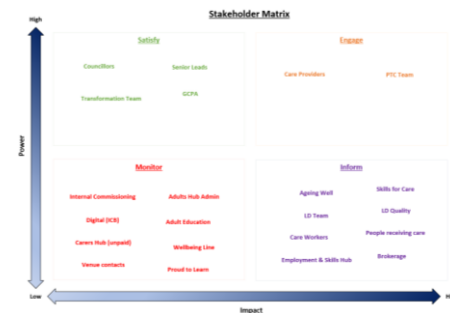 Stakeholder Matrix
High
Satisfy
Engage
Councillors
Senior Leads
Care Providers
PTC Team
Transformation Team
GCPA
Power
Monitor
Inform
Internal Commissioning
Adults Hub Admin
Ageing Well
Skills for Care
Digital (ICB)
Adult Education
LD Team
LD Quality
Carers Hub (unpaid)
Wellbeing Line
Care Workers
People receiving care
Venue contacts
Proud to Learn
Employment & Skills Hub
Brokerage
Low
H
Impact